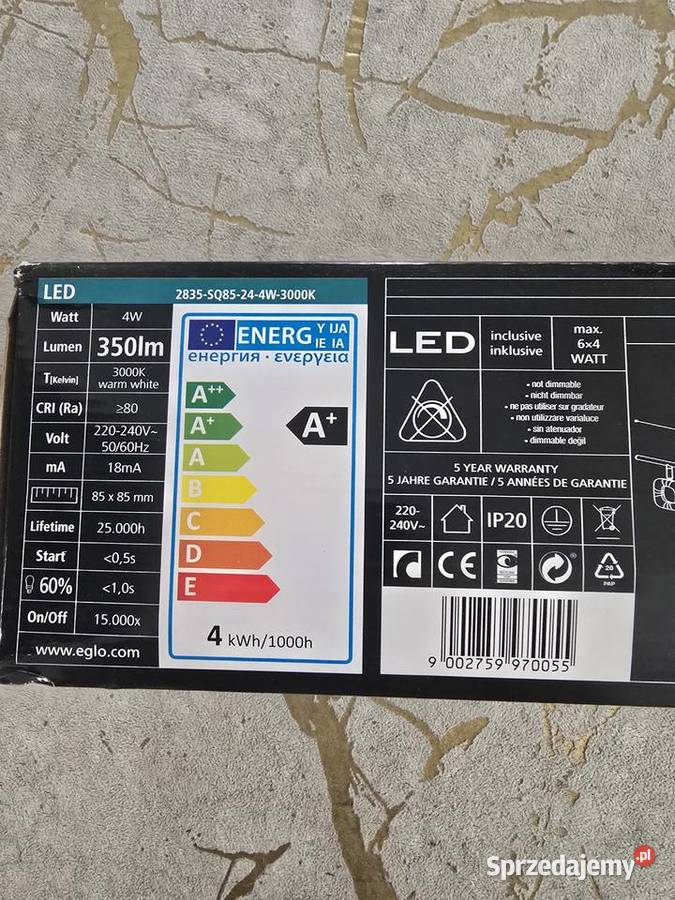 LED 2835-SQ85-24-4W-3000K
Watt 4W
Lumen 350lm
T[Kelvin] 3000K warm white
CRI (Ra) ≥80
Volt 220-240V~ 50/60Hz
mA 18mA
85 x 85 mm
Lifetime 25.000h
Start <0,5s
60% <1,0s
On/Off 15.000x
www.eglo.com
ENERG Y IJA IE IA
енергия · ενεργεια
A++
A+
A
B
C
D
E
A+
4 kWh/1000h
LED
inclusive
inklusive
max.
6x4
WATT
- not dimmable
- nicht dimmbar
- ne pas utiliser sur gradateur
- non utilizzare varialuce
- sin atenuador
- dimmable değil
5 YEAR WARRANTY
5 JAHRE GARANTIE / 5 ANNÉES DE GARANTIE
220-
240V~
IP20
CE
20
PAP
9 002759 970055
Sprzedajemy.pl